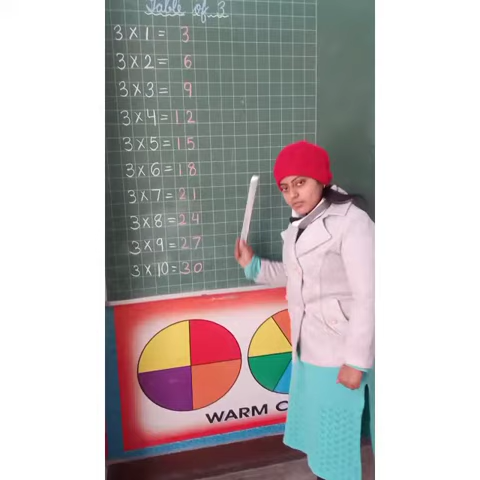 Table of 3
3 × 1 = 3
3 × 2 = 6
3 × 3 = 9
3 × 4 = 12
3 × 5 = 15
3 × 6 = 18
3 × 7 = 21
3 × 8 = 24
3 × 9 = 27
3 × 10 = 30
WARM C